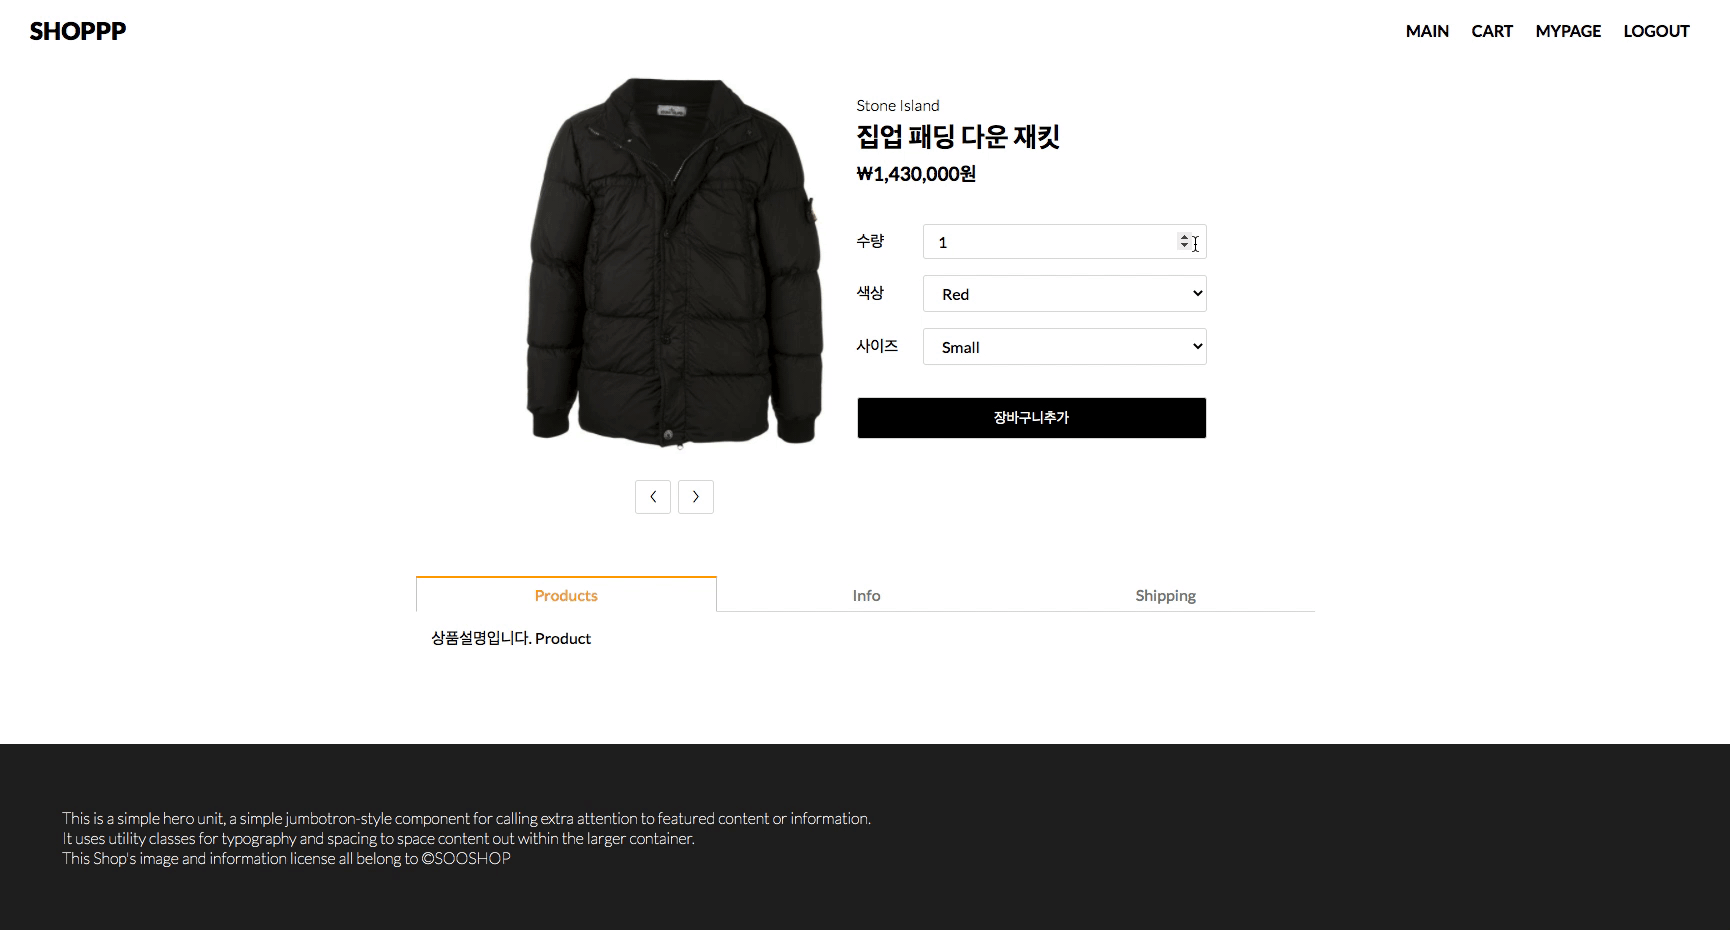 SHOPPP
MAIN CART MYPAGE LOGOUT
Stone Island
집업 패딩 다운 재킷
₩1,430,000원
수량 1
색상 Red
사이즈 Small
장바구니추가
Products Info Shipping
상품설명입니다. Product
This is a simple hero unit, a simple jumbotron-style component for calling extra attention to featured content or information.
It uses utility classes for typography and spacing to space content out within the larger container.
This Shop's image and information license all belong to ©SOOSHOP